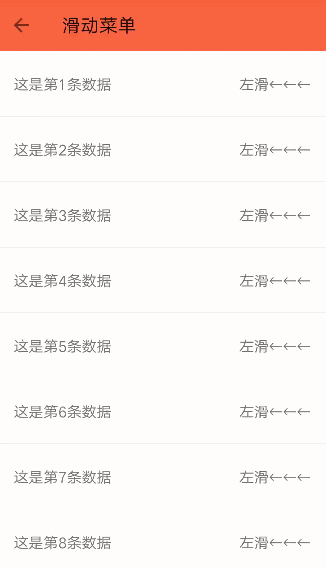 滑动菜单
这是第1条数据 左滑←←←
这是第2条数据 左滑←←←
这是第3条数据 左滑←←←
这是第4条数据 左滑←←←
这是第5条数据 左滑←←←
这是第6条数据 左滑←←←
这是第7条数据 左滑←←←
这是第8条数据 左滑←←←